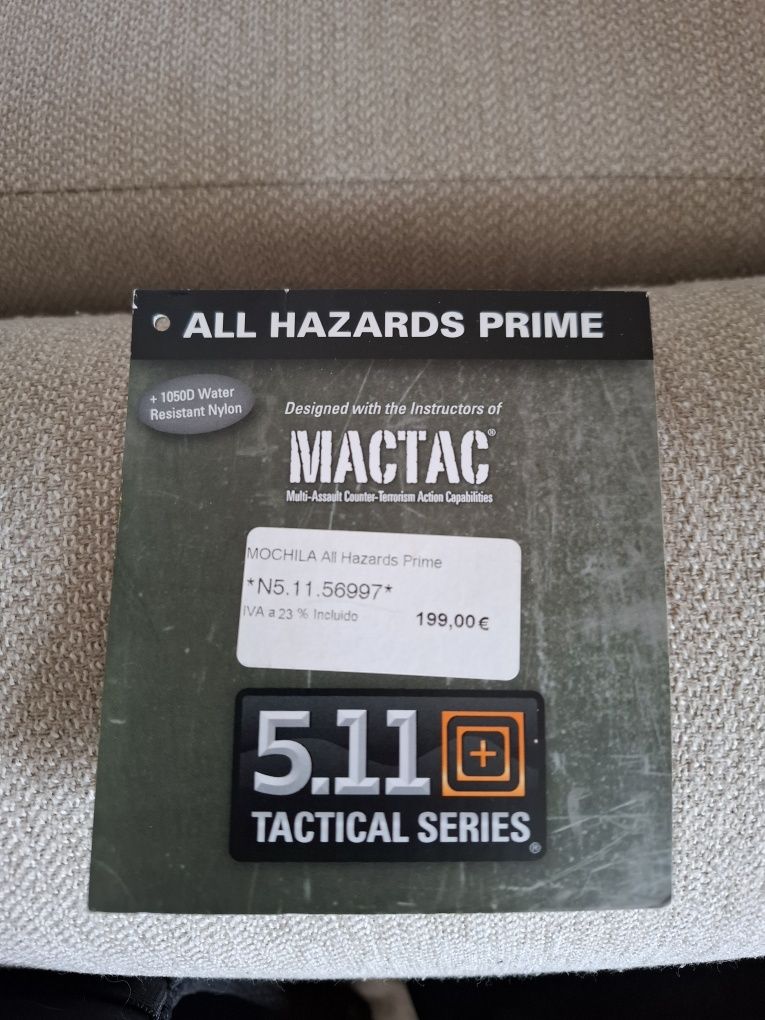 ALL HAZARDS PRIME
+ 1050D Water
Resistant Nylon
Designed with the Instructors of
MACTAC®
Multi-Assault Counter-Terrorism Action Capabilities
MOCHILA All Hazards Prime
*N5.11.56997*
IVA a 23 % Incluido
199,00€
5.11
TACTICAL SERIES®